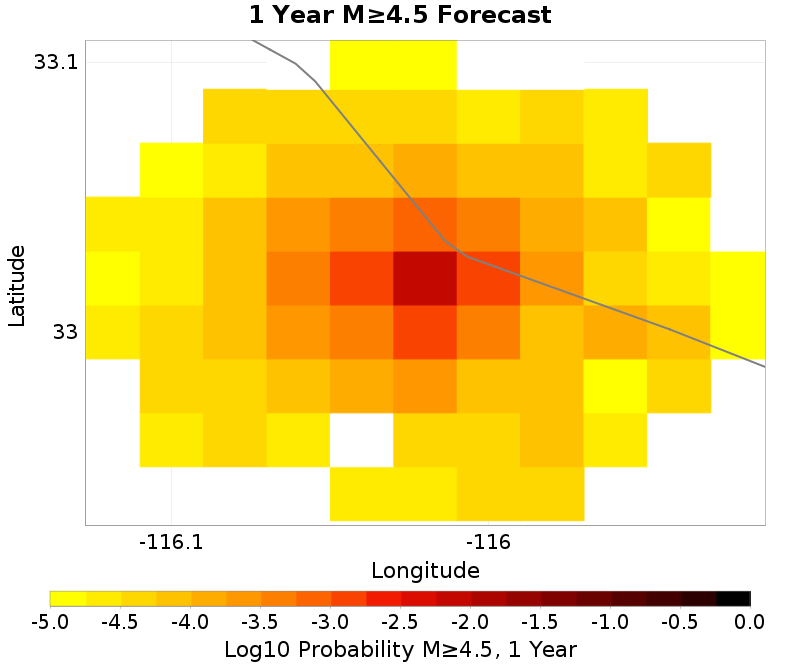 1 Year M≥4.5 Forecast
33.1
33
Latitude
-116.1 -116
Longitude
-5.0 -4.5 -4.0 -3.5 -3.0 -2.5 -2.0 -1.5 -1.0 -0.5 0.0
Log10 Probability M≥4.5, 1 Year